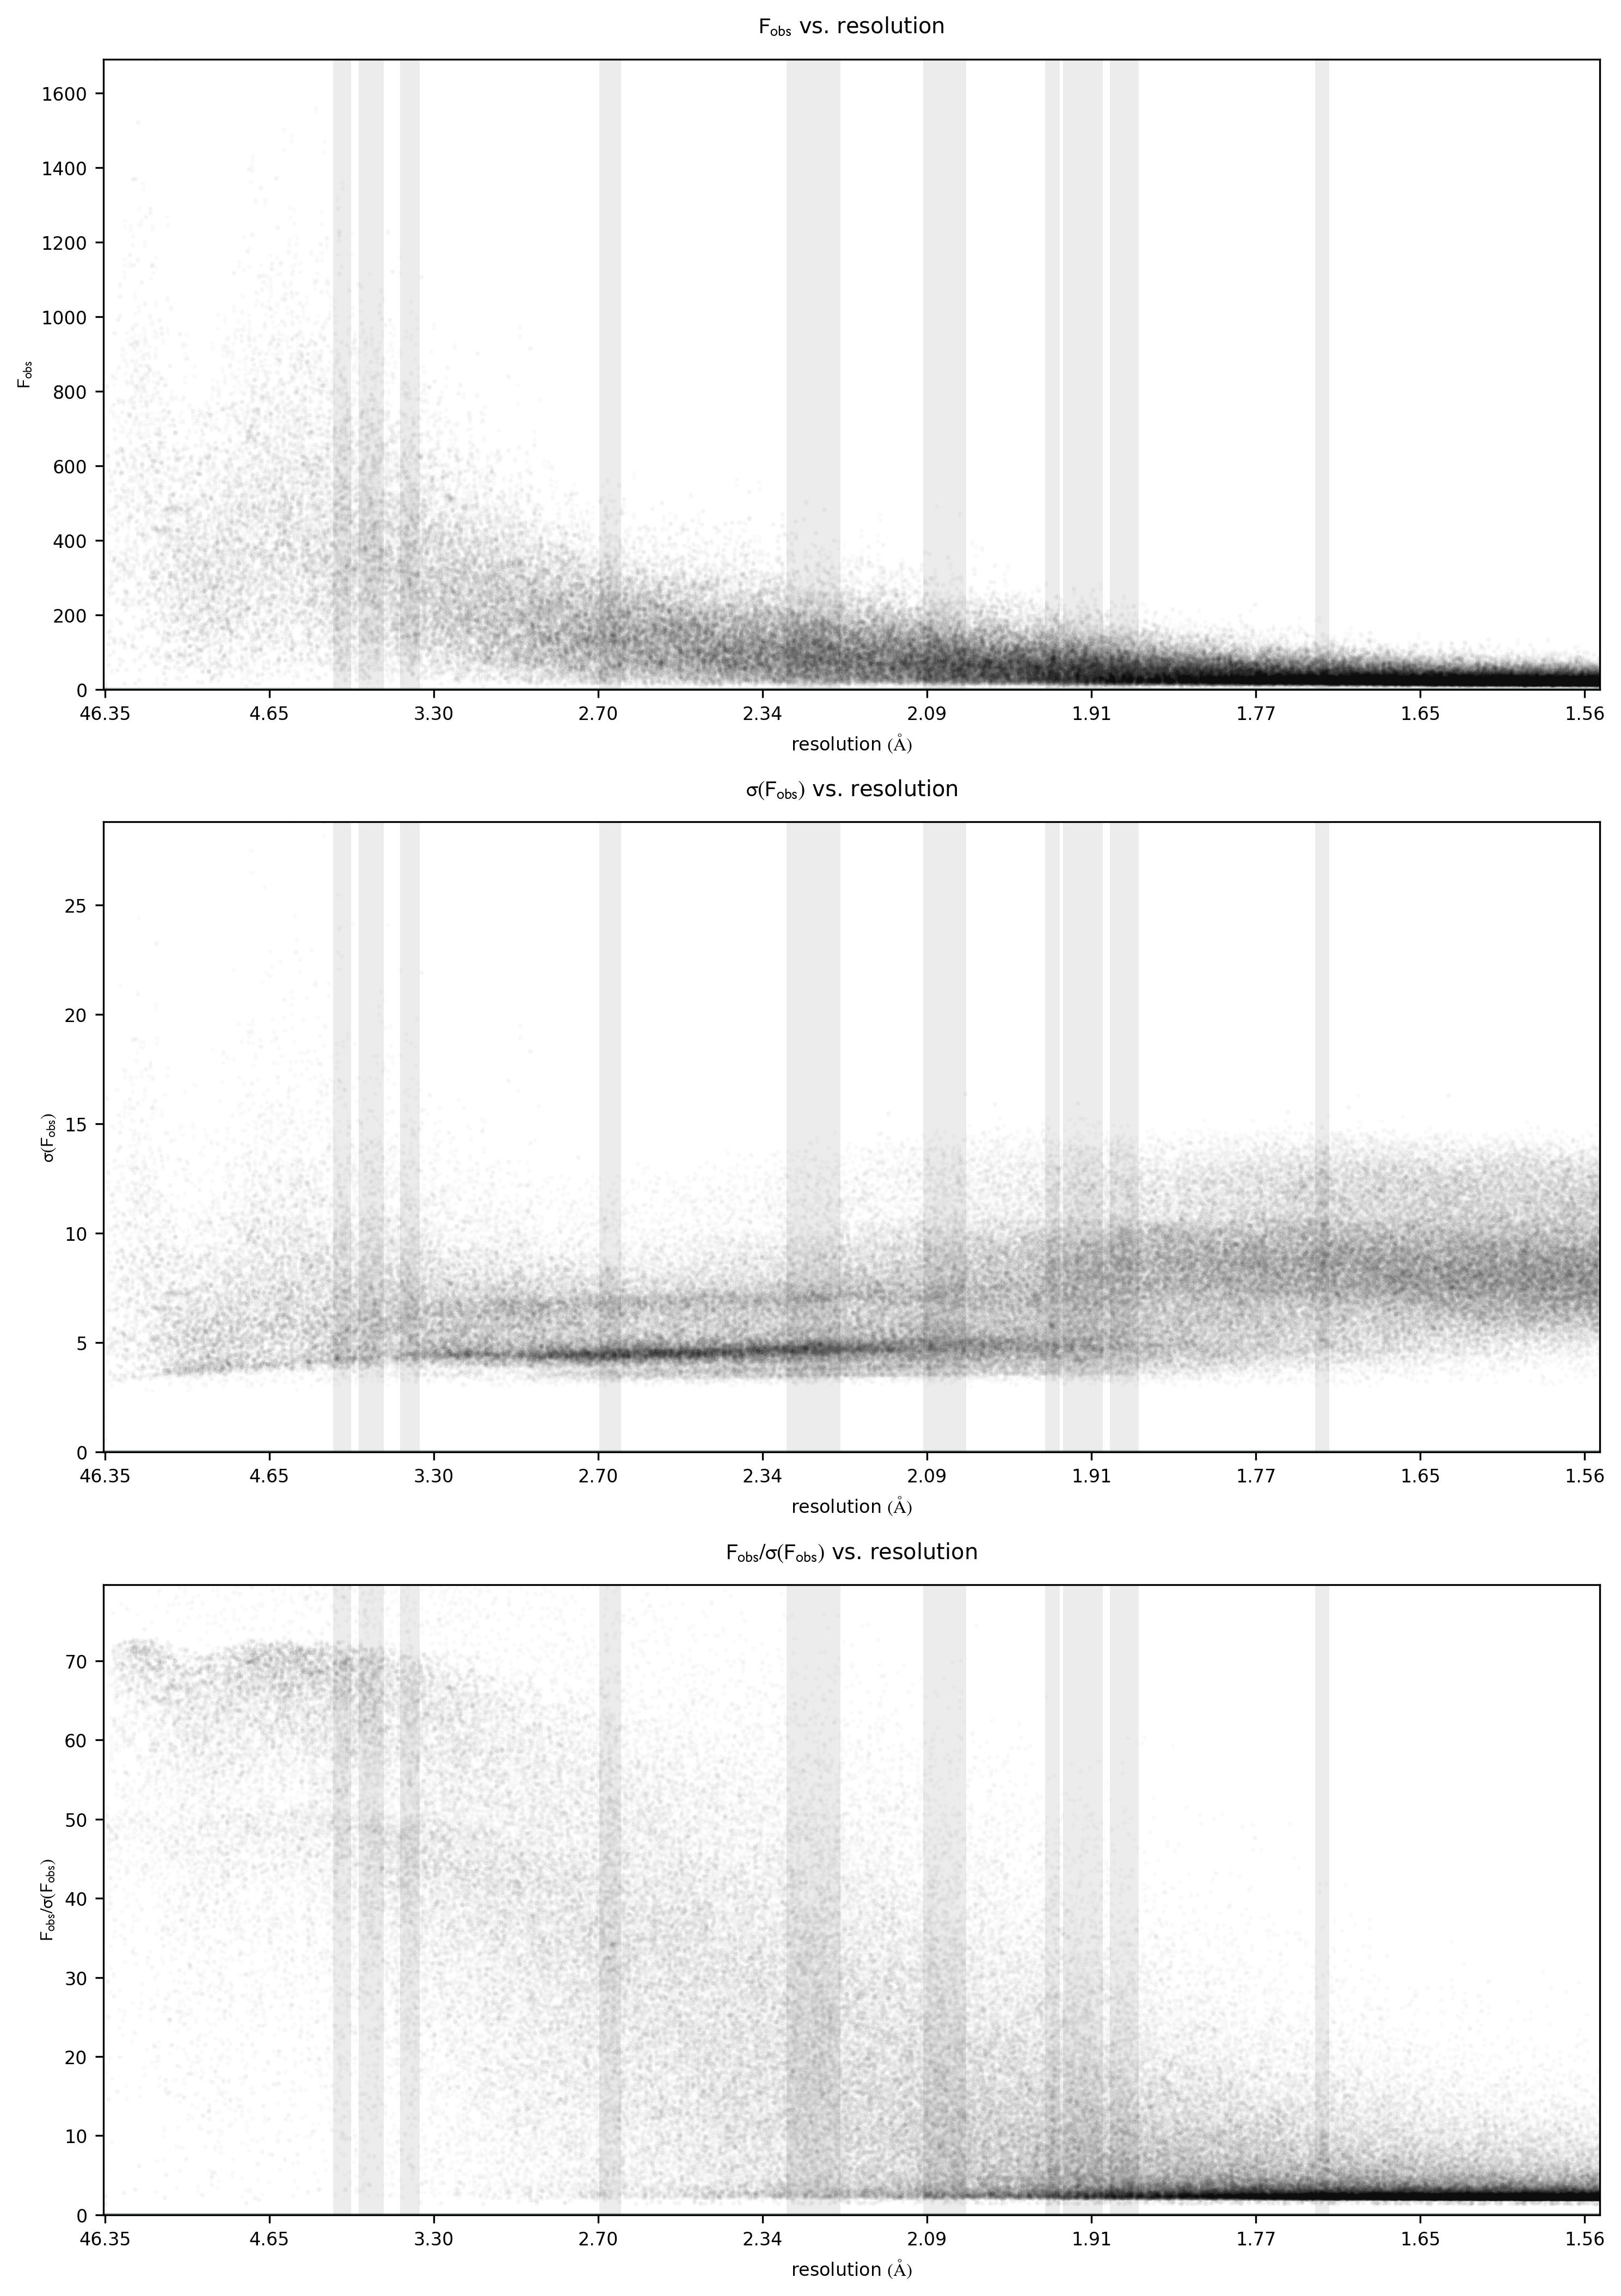 Fobs vs. resolution
1600
1400
1200
1000
800
600
400
200
0
Fobs
46.35 4.65 3.30 2.70 2.34 2.09 1.91 1.77 1.65 1.56
resolution (Å)
σ(Fobs) vs. resolution
25
20
15
10
5
0
σ(Fobs)
46.35 4.65 3.30 2.70 2.34 2.09 1.91 1.77 1.65 1.56
resolution (Å)
Fobs/σ(Fobs) vs. resolution
70
60
50
40
30
20
10
0
Fobs/σ(Fobs)
46.35 4.65 3.30 2.70 2.34 2.09 1.91 1.77 1.65 1.56
resolution (Å)